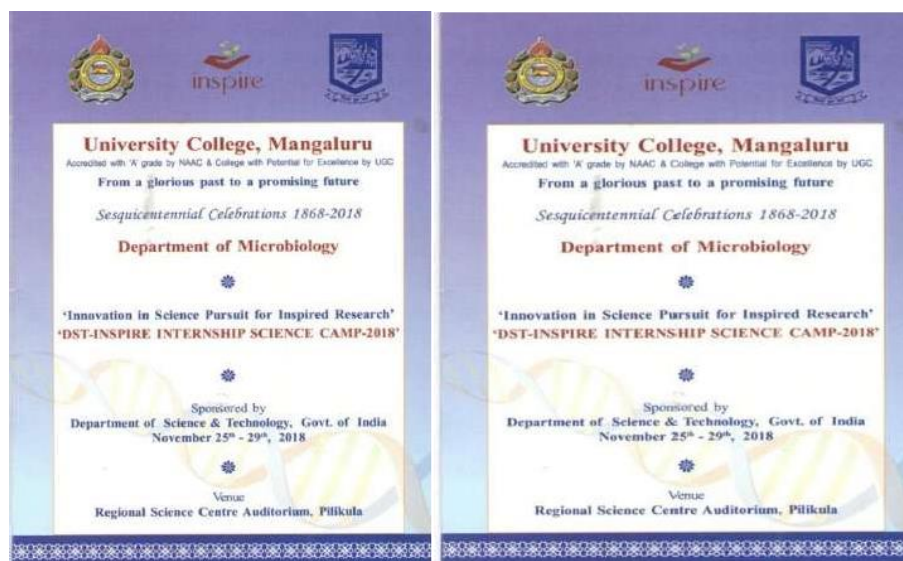 inspire
University College, Mangaluru
Accredited with 'A' grade by NAAC & College with Potential for Excellence by UGC
From a glorious past to a promising future
Sesquicentennial Celebrations 1868-2018
Department of Microbiology
'Innovation in Science Pursuit for Inspired Research'
'DST-INSPIRE INTERNSHIP SCIENCE CAMP-2018'
Sponsored by
Department of Science & Technology, Govt. of India
November 25th - 29th, 2018
Venue
Regional Science Centre Auditorium, Pilikula
inspire
University College, Mangaluru
Accredited with 'A' grade by NAAC & College with Potential for Excellence by UGC
From a glorious past to a promising future
Sesquicentennial Celebrations 1868-2018
Department of Microbiology
'Innovation in Science Pursuit for Inspired Research'
'DST-INSPIRE INTERNSHIP SCIENCE CAMP-2018'
Sponsored by
Department of Science & Technology, Govt. of India
November 25th - 29th, 2018
Venue
Regional Science Centre Auditorium, Pilikula